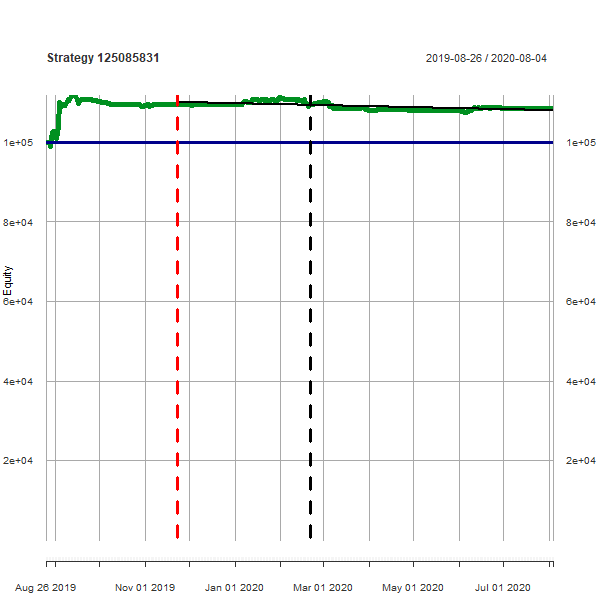 Strategy 125085831
2019-08-26 / 2020-08-04
1e+05
1e+05
8e+04
8e+04
Equity
6e+04
6e+04
4e+04
4e+04
2e+04
2e+04
Aug 26 2019
Nov 01 2019
Jan 01 2020
Mar 01 2020
May 01 2020
Jul 01 2020